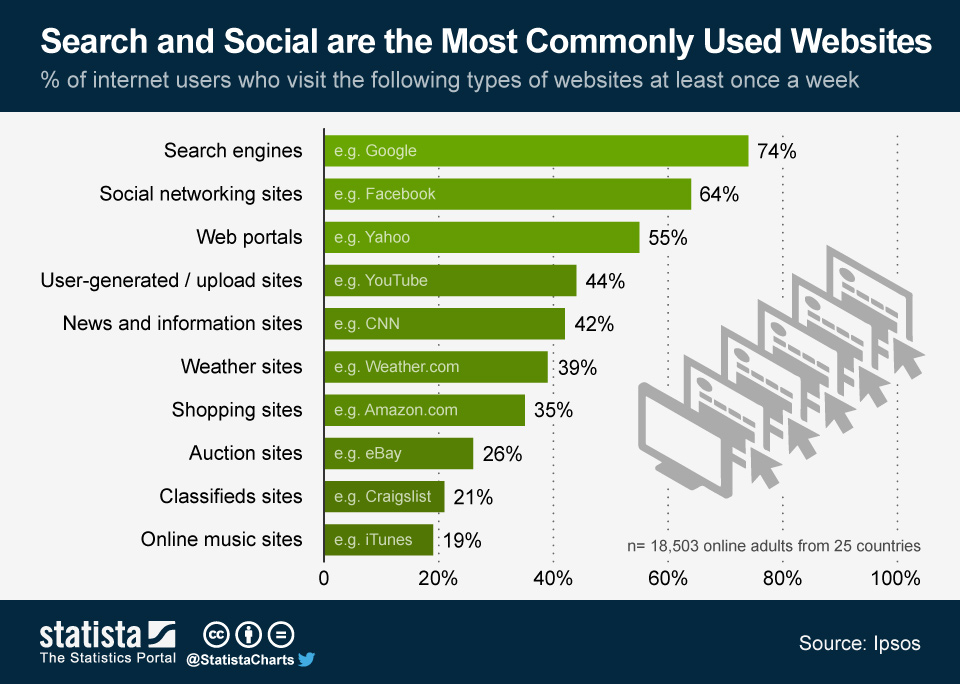 Search and Social are the Most Commonly Used Websites
% of internet users who visit the following types of websites at least once a week
Search engines e.g. Google 74%
Social networking sites e.g. Facebook 64%
Web portals e.g. Yahoo 55%
User-generated / upload sites e.g. YouTube 44%
News and information sites e.g. CNN 42%
Weather sites e.g. Weather.com 39%
Shopping sites e.g. Amazon.com 35%
Auction sites e.g. eBay 26%
Classifieds sites e.g. Craigslist 21%
Online music sites e.g. iTunes 19%
n= 18,503 online adults from 25 countries
0 20% 40% 60% 80% 100%
statista
The Statistics Portal
cc
@StatistaCharts
Source: Ipsos